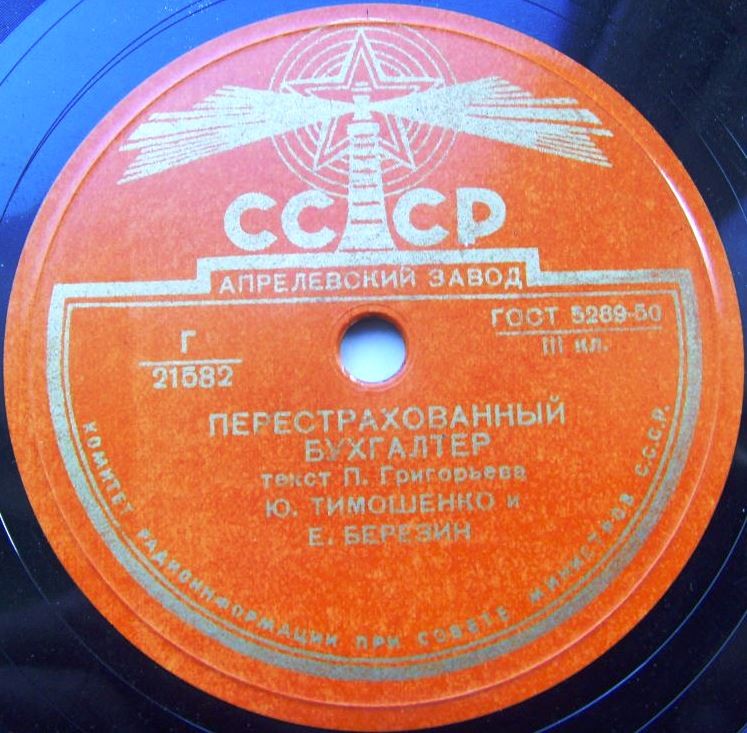 СССР
АПРЕЛЕВСКИЙ ЗАВОД
Г
21582
ГОСТ 5289-50
III кл.
ПЕРЕСТРАХОВАННЫЙ
БУХГАЛТЕР
текст П. Григорьева
Ю. ТИМОШЕНКО и
Е. БЕРЕЗИН
КОМИТЕТ РАДИОИНФОРМАЦИИ ПРИ СОВЕТЕ МИНИСТРОВ С.С.С.Р.